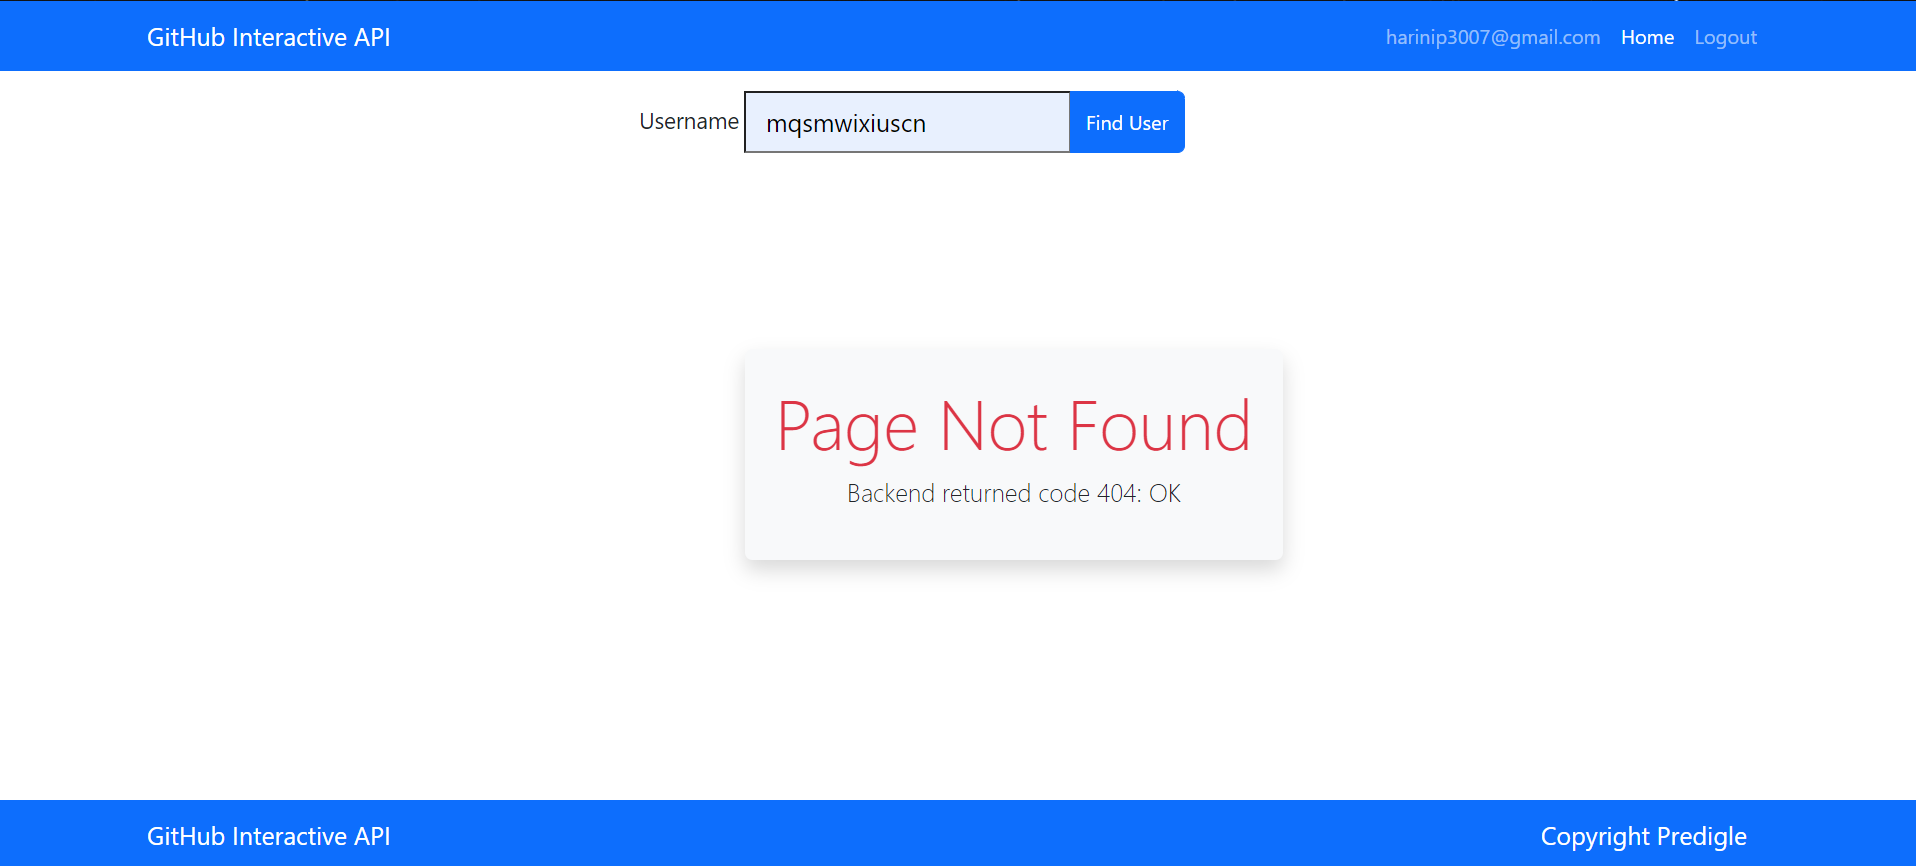 GitHub Interactive API harinip3007@gmail.com Home Logout
Username mqsmwixiuscn Find User
Page Not Found
Backend returned code 404: OK
GitHub Interactive API Copyright Predigle